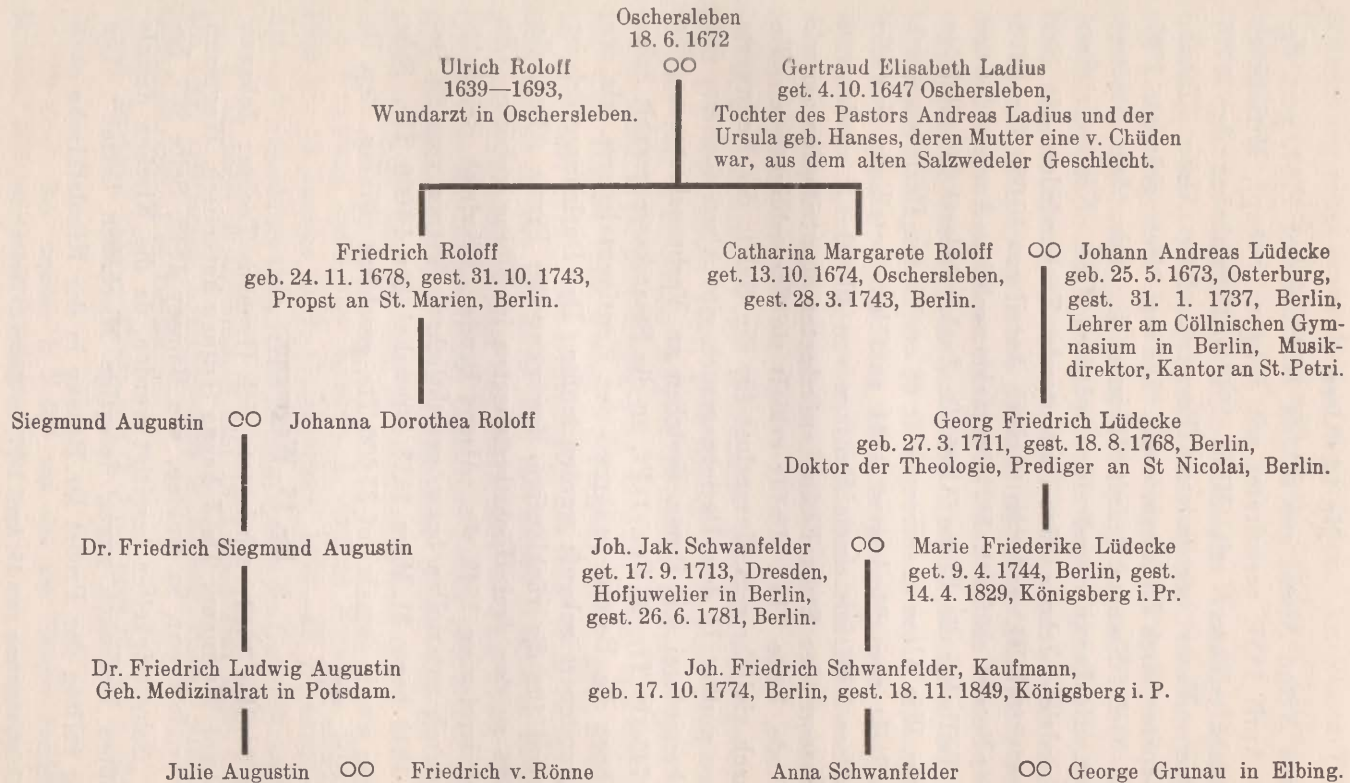 Oschersleben
18. 6. 1672
Ulrich Roloff
1639—1693,
Wundarzt in Oschersleben.
OO
Gertraud Elisabeth Ladius
get. 4. 10. 1647 Oschersleben,
Tochter des Pastors Andreas Ladius und der
Ursula geb. Hanses, deren Mutter eine v. Chüden
war, aus dem alten Salzwedeler Geschlecht.
Friedrich Roloff
geb. 24. 11. 1678, gest. 31. 10. 1743,
Propst an St. Marien, Berlin.
Catharina Margarete Roloff
get. 13. 10. 1674, Oschersleben,
gest. 28. 3. 1743, Berlin.
OO Johann Andreas Lüdecke
geb. 25. 5. 1673, Osterburg,
gest. 31. 1. 1737, Berlin,
Lehrer am Cöllnischen Gym-
nasium in Berlin, Musik-
direktor, Kantor an St. Petri.
Siegmund Augustin OO Johanna Dorothea Roloff
Georg Friedrich Lüdecke
geb. 27. 3. 1711, gest. 18. 8. 1768, Berlin,
Doktor der Theologie, Prediger an St Nicolai, Berlin.
Dr. Friedrich Siegmund Augustin
Joh. Jak. Schwanfelder
get. 17. 9. 1713, Dresden,
Hofjuwelier in Berlin,
gest. 26. 6. 1781, Berlin.
OO
Marie Friederike Lüdecke
get. 9. 4. 1744, Berlin, gest.
14. 4. 1829, Königsberg i. Pr.
Dr. Friedrich Ludwig Augustin
Geh. Medizinalrat in Potsdam.
Joh. Friedrich Schwanfelder, Kaufmann,
geb. 17. 10. 1774, Berlin, gest. 18. 11. 1849, Königsberg i. P.
Julie Augustin OO Friedrich v. Rönne
Anna Schwanfelder OO George Grunau in Elbing.